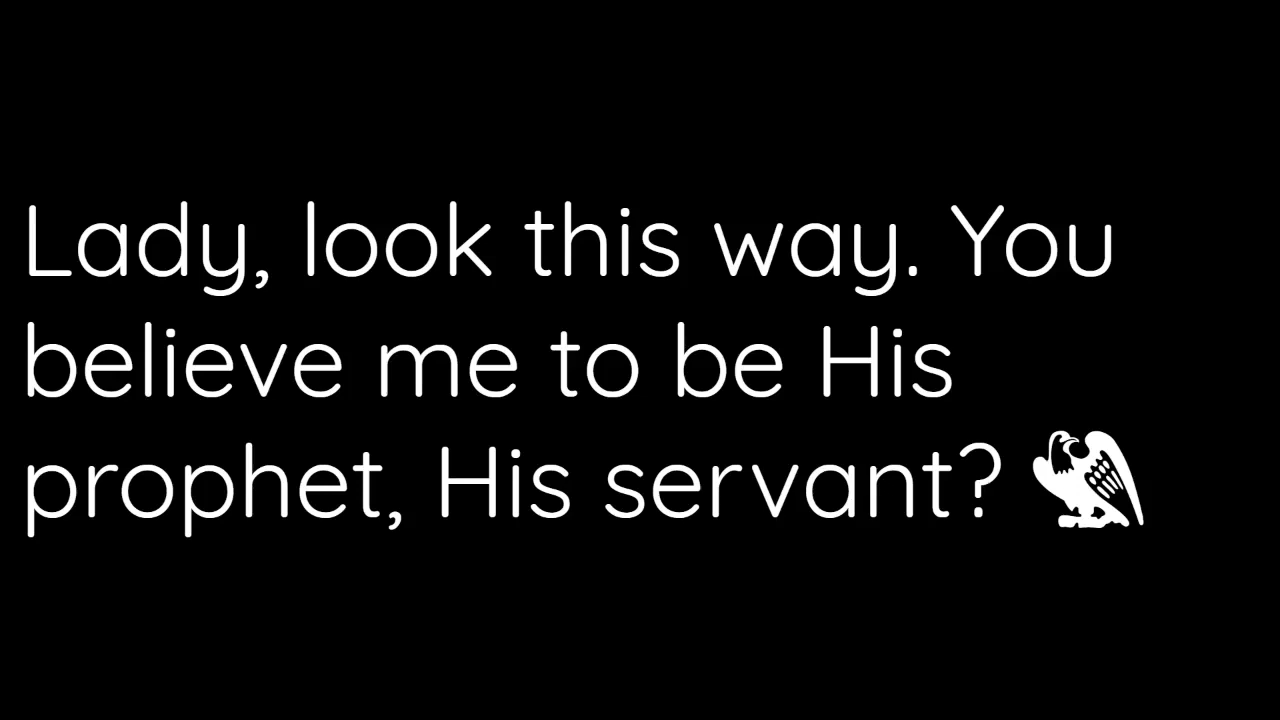 Lady, look this way. You
believe me to be His
prophet, His servant?